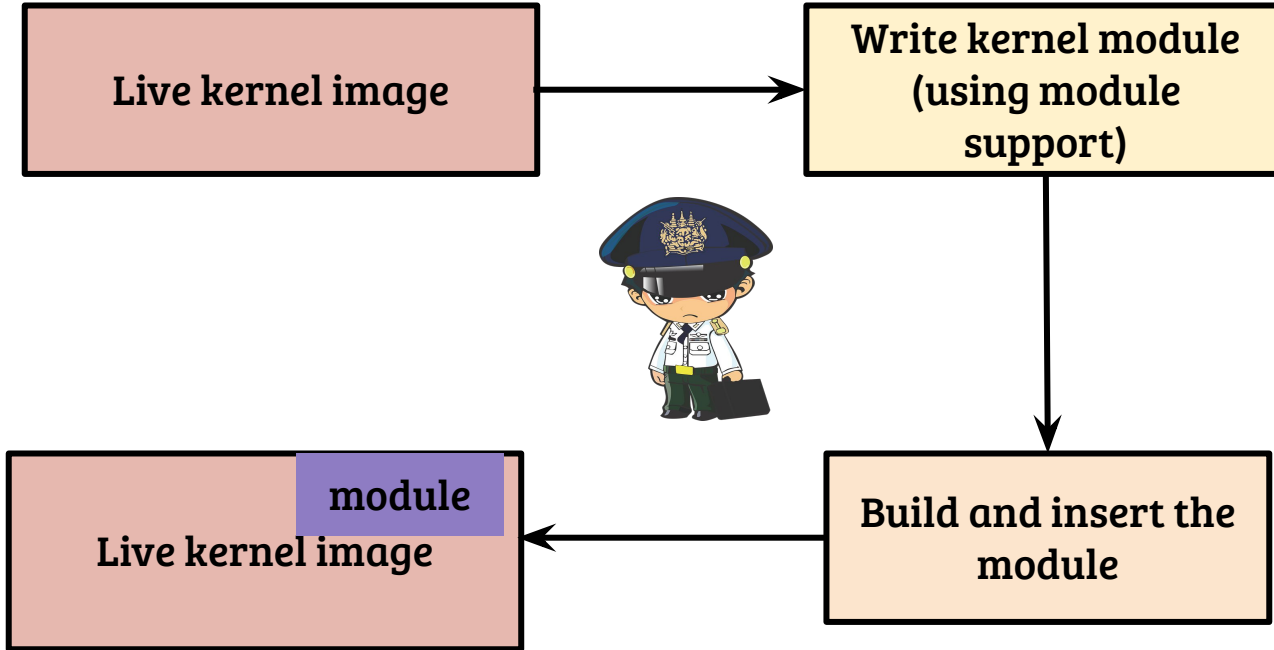 Live kernel image
Write kernel module
(using module
support)
module
Live kernel image
Build and insert the
module